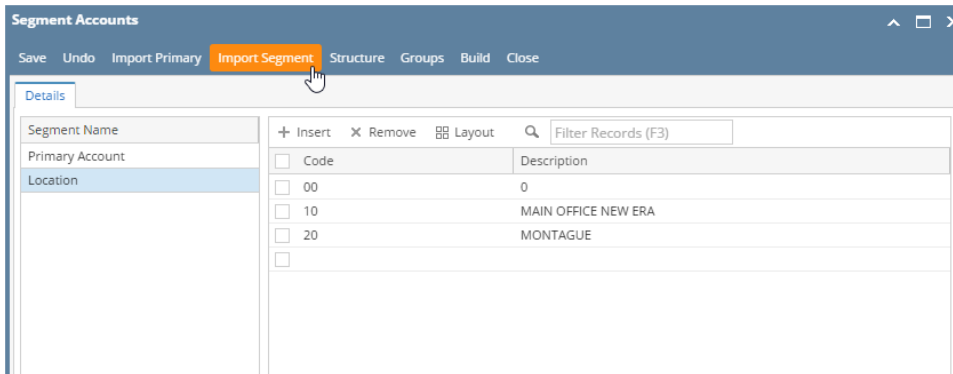 Segment Accounts
Save Undo Import Primary Import Segment Structure Groups Build Close
Details
Segment Name
Primary Account
Location
Insert Remove Layout Filter Records (F3)
Code Description
00 0
10 MAIN OFFICE NEW ERA
20 MONTAGUE